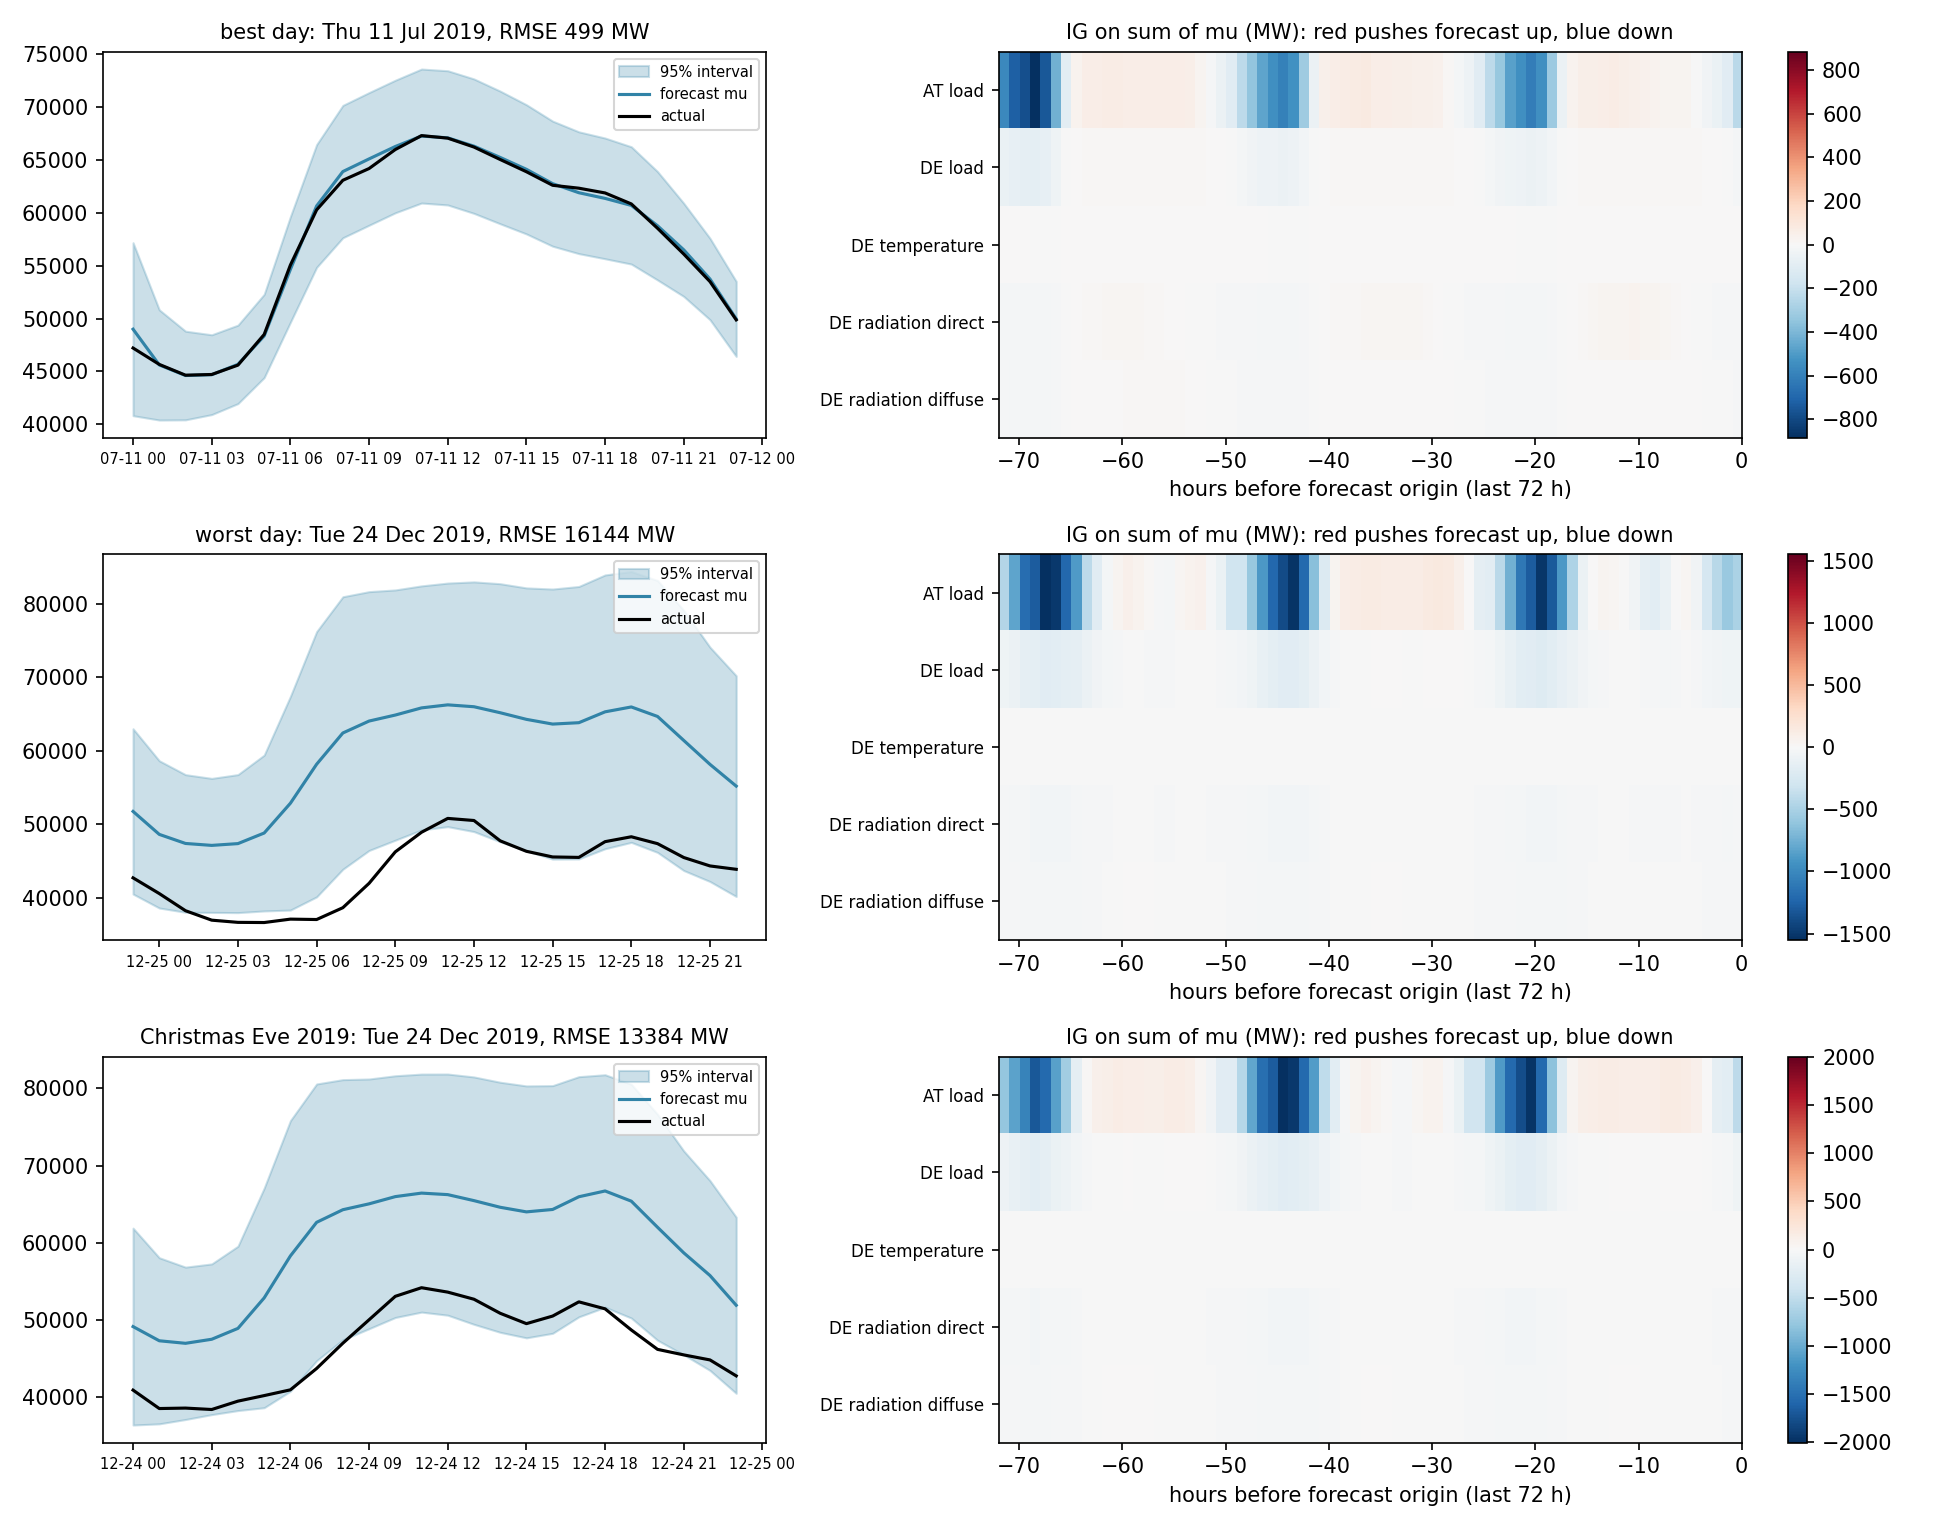 best day: Thu 11 Jul 2019, RMSE 499 MW
75000
70000
65000
60000
55000
50000
45000
40000
95% interval
forecast mu
actual
07-11 00 07-11 03 07-11 06 07-11 09 07-11 12 07-11 15 07-11 18 07-11 21 07-12 00
IG on sum of mu (MW): red pushes forecast up, blue down
AT load
DE load
DE temperature
DE radiation direct
DE radiation diffuse
−70 −60 −50 −40 −30 −20 −10 0
hours before forecast origin (last 72 h)
800
600
400
200
0
−200
−400
−600
−800
worst day: Tue 24 Dec 2019, RMSE 16144 MW
80000
70000
60000
50000
40000
95% interval
forecast mu
actual
12-25 00 12-25 03 12-25 06 12-25 09 12-25 12 12-25 15 12-25 18 12-25 21
IG on sum of mu (MW): red pushes forecast up, blue down
AT load
DE load
DE temperature
DE radiation direct
DE radiation diffuse
−70 −60 −50 −40 −30 −20 −10 0
hours before forecast origin (last 72 h)
1500
1000
500
0
−500
−1000
−1500
Christmas Eve 2019: Tue 24 Dec 2019, RMSE 13384 MW
80000
70000
60000
50000
40000
95% interval
forecast mu
actual
12-24 00 12-24 03 12-24 06 12-24 09 12-24 12 12-24 15 12-24 18 12-24 21 12-25 00
IG on sum of mu (MW): red pushes forecast up, blue down
AT load
DE load
DE temperature
DE radiation direct
DE radiation diffuse
−70 −60 −50 −40 −30 −20 −10 0
hours before forecast origin (last 72 h)
2000
1500
1000
500
0
−500
−1000
−1500
−2000